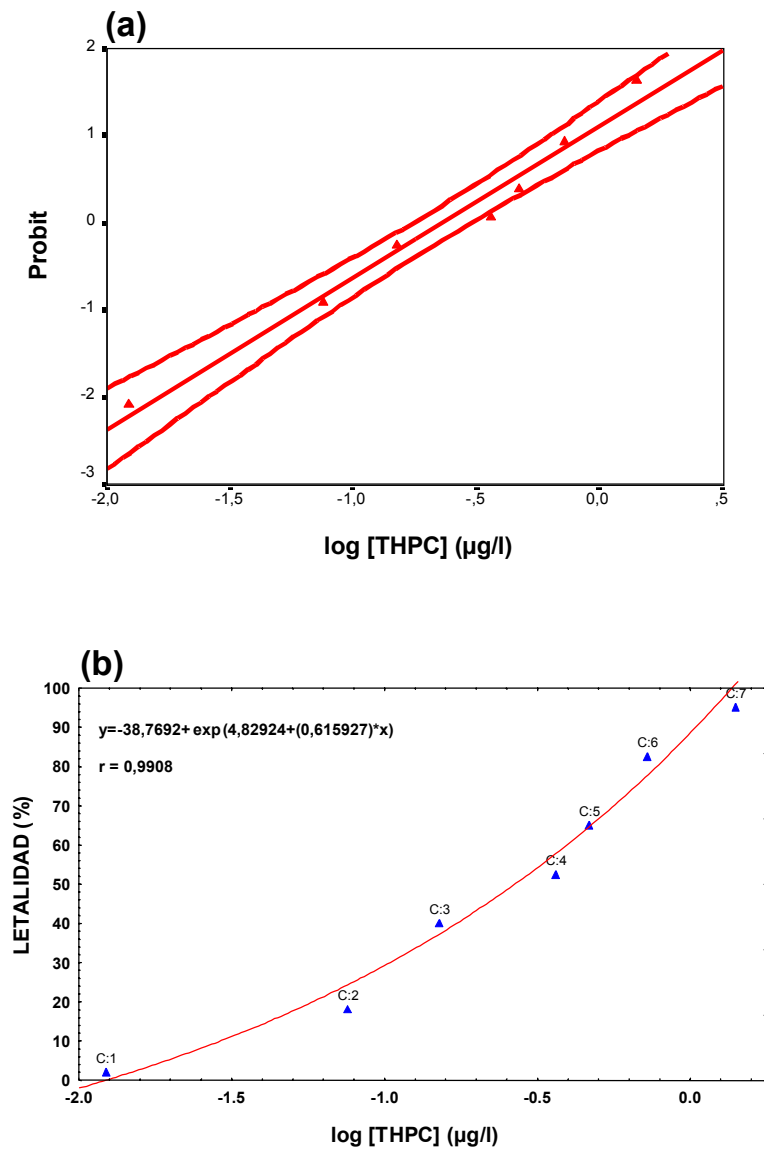 (a)
2
1
0
-1
-2
-3
Probit
-2,0 -1,5 -1,0 -,5 0,0 ,5
log [THPC] (µg/l)
(b)
100
90
80
70
60
50
40
30
20
10
0
LETALIDAD (%)
y=-38,7692+ exp(4,82924+(0,615927)*x)
r = 0,9908
C:7
C:6
C:5
C:4
C:3
C:2
C:1
-2.0 -1.5 -1.0 -0.5 0.0
log [THPC] (µg/l)